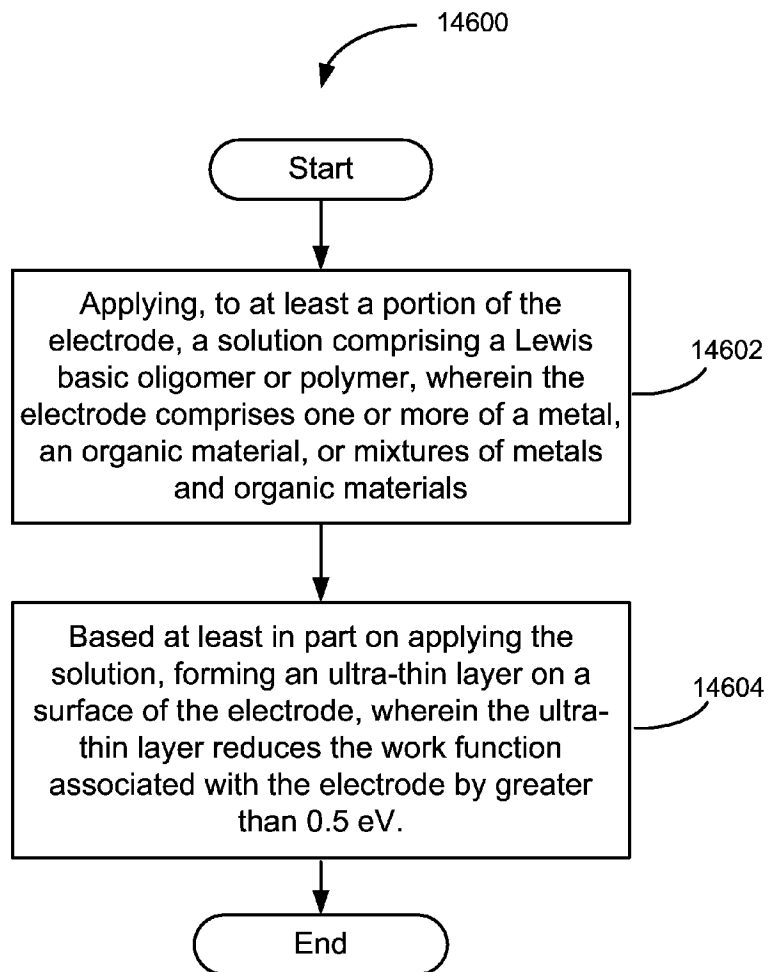 14600
Start
Applying, to at least a portion of the
electrode, a solution comprising a Lewis
basic oligomer or polymer, wherein the
electrode comprises one or more of a metal,
an organic material, or mixtures of metals
and organic materials
14602
Based at least in part on applying the
solution, forming an ultra-thin layer on a
surface of the electrode, wherein the ultra-
thin layer reduces the work function
associated with the electrode by greater
than 0.5 eV.
14604
End